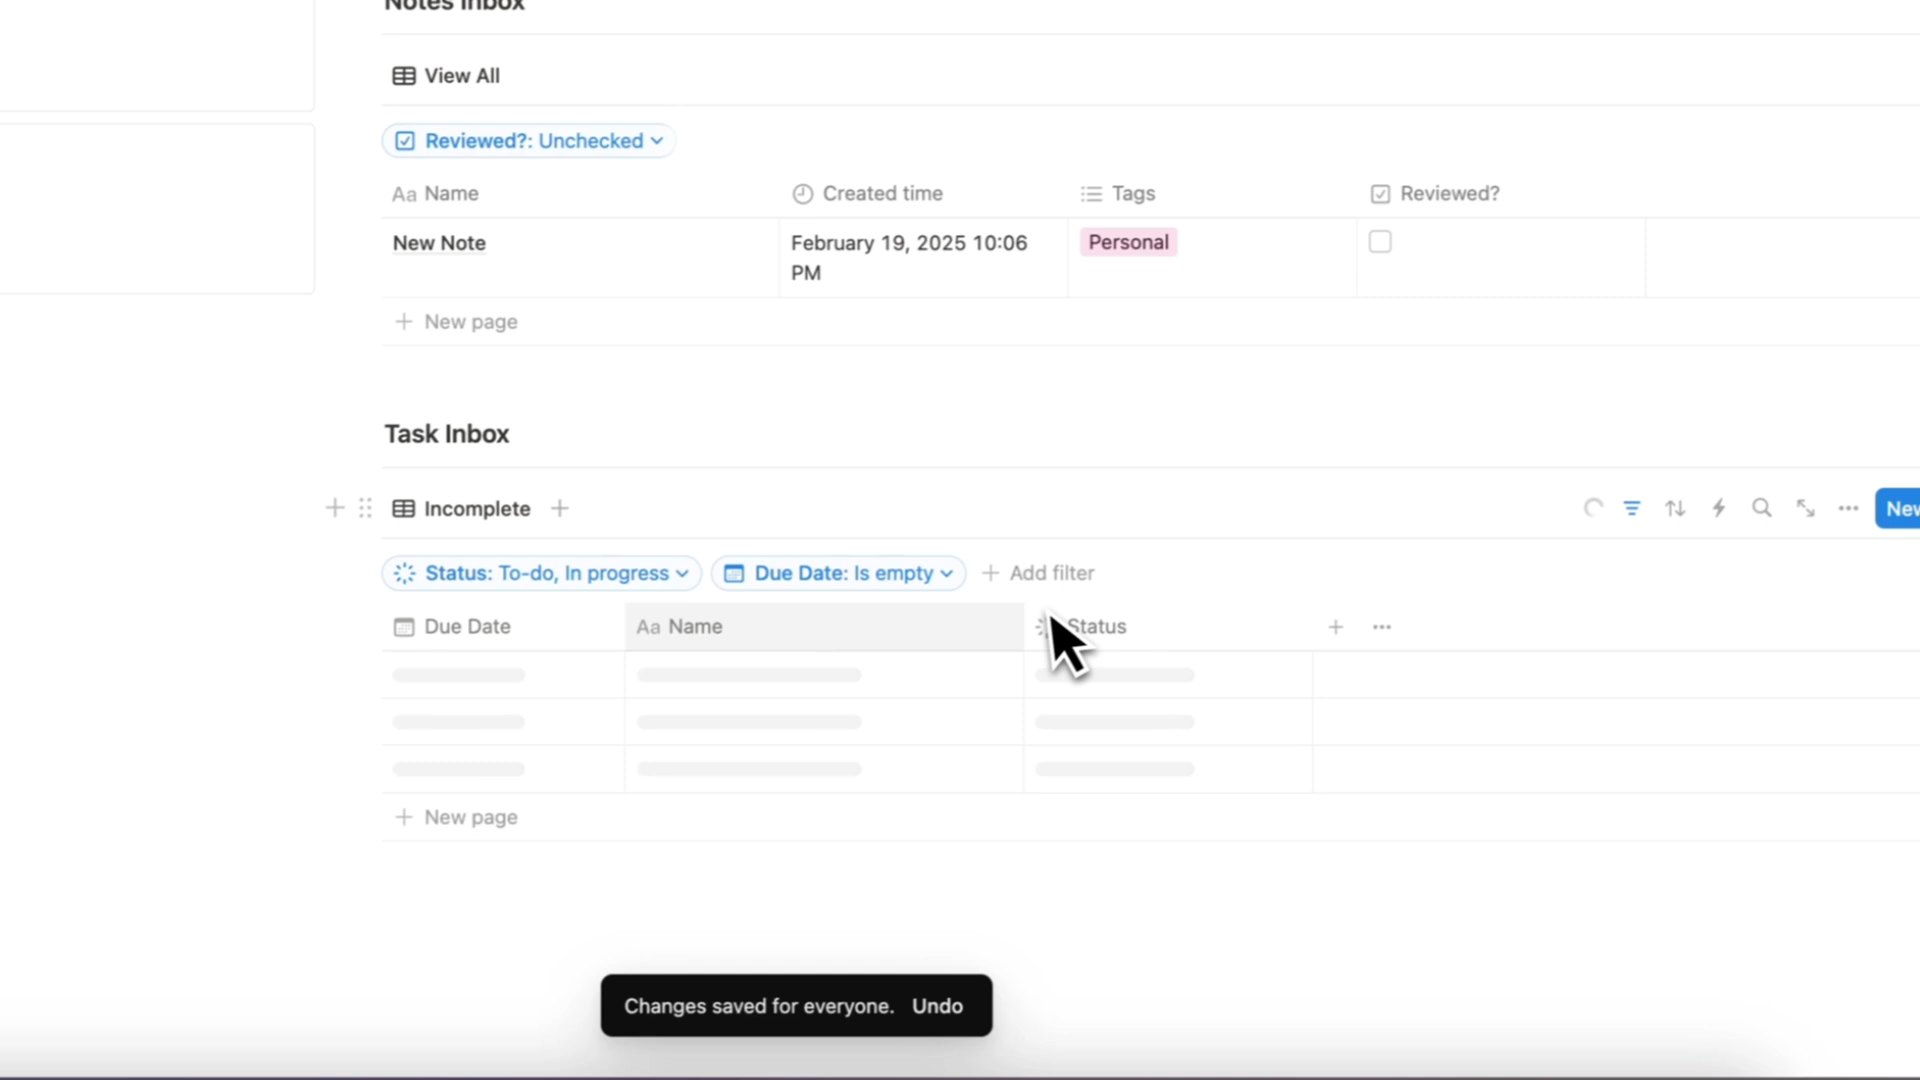 Notes Inbox
View All
Reviewed?: Unchecked
Aa Name Created time Tags Reviewed?
New Note February 19, 2025 10:06 PM Personal
+ New page
Task Inbox
Incomplete +
New
Status: To-do, In progress Due Date: Is empty + Add filter
Due Date Aa Name Status + •••
+ New page
Changes saved for everyone. Undo